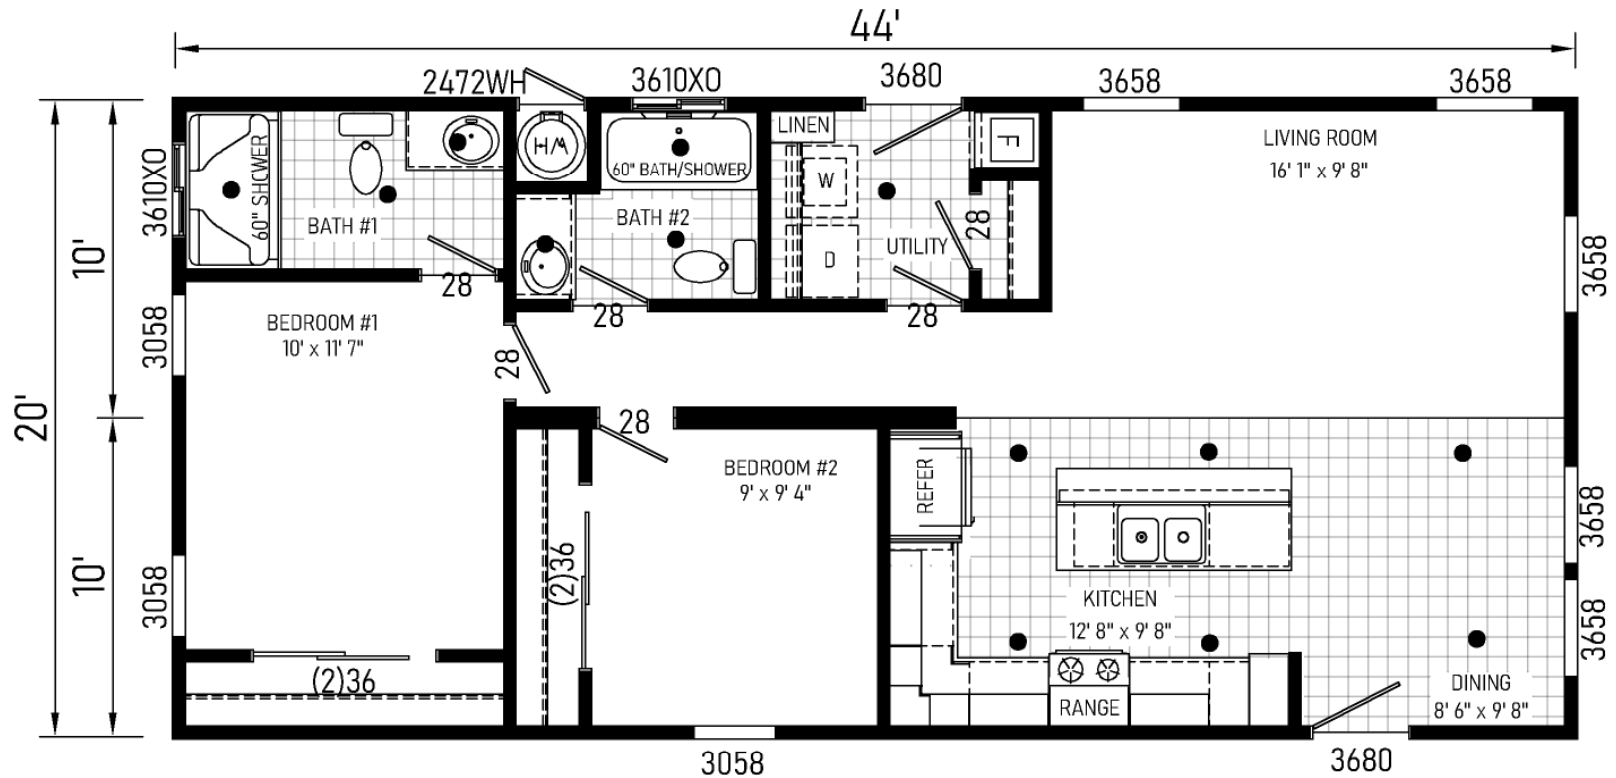 44'
2472WH
3610XO
3680
3658
3658
LINEN
F
LIVING ROOM
16' 1" x 9' 8"
3610XO
60" SHOWER
W/H
60" BATH/SHOWER
W
BATH #1
BATH #2
28
UTILITY
D
3658
10'
28
28
28
BEDROOM #1
10' x 11' 7"
3058
28
20'
28
BEDROOM #2
9' x 9' 4"
REFER
3658
10'
(2)36
3058
KITCHEN
12' 8" x 9' 8"
3658
(2)36
RANGE
DINING
8' 6" x 9' 8"
3058
3680